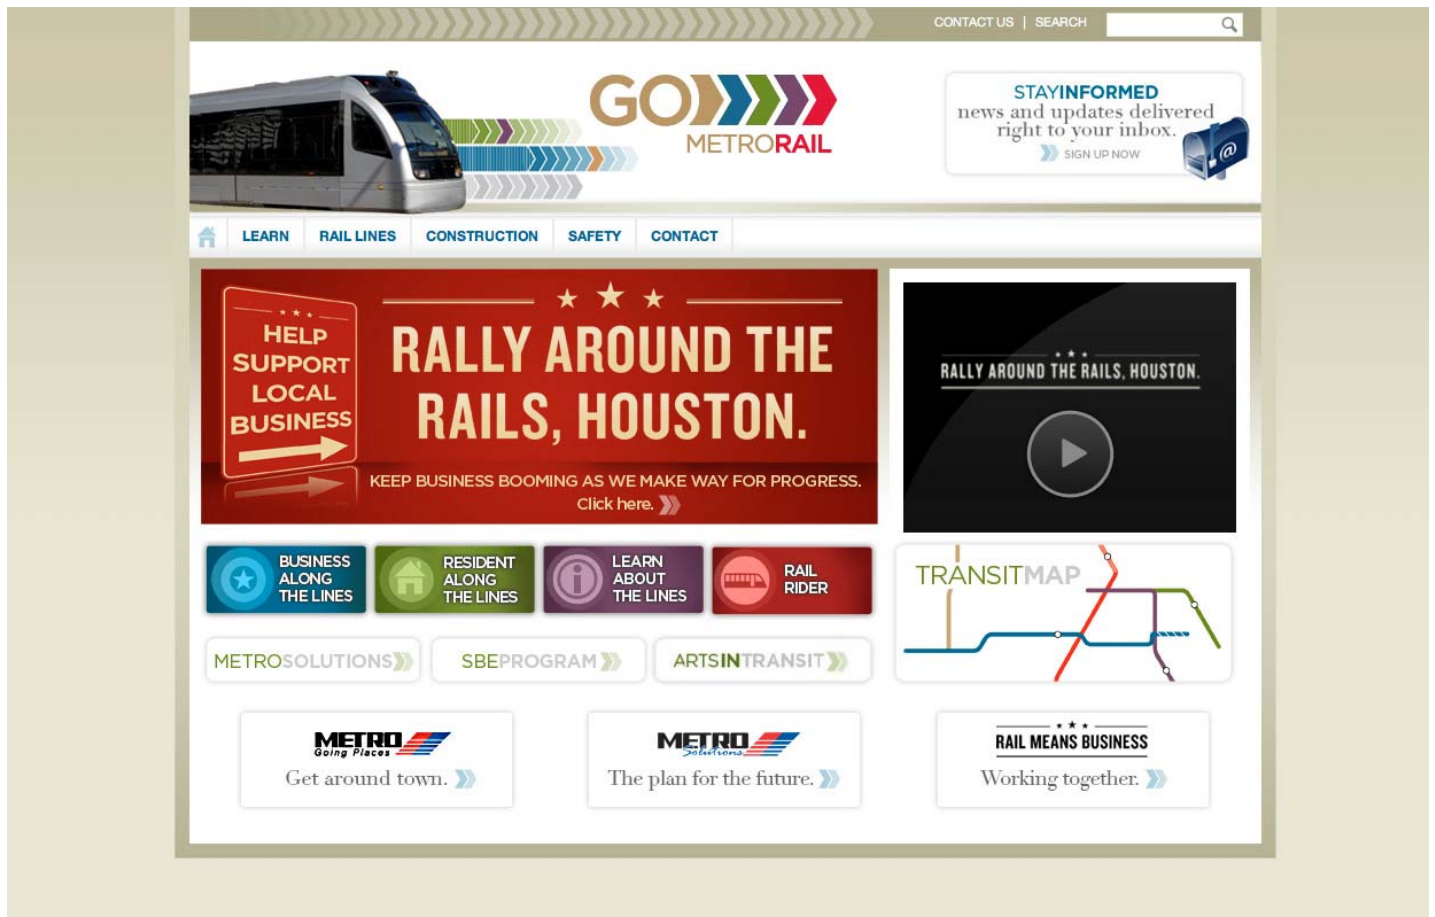 CONTACT US | SEARCH
GO
METRORAIL
STAYINFORMED
news and updates delivered
right to your inbox.
SIGN UP NOW
@
LEARN
RAIL LINES
CONSTRUCTION
SAFETY
CONTACT
HELP
SUPPORT
LOCAL
BUSINESS
RALLY AROUND THE
RAILS, HOUSTON.
KEEP BUSINESS BOOMING AS WE MAKE WAY FOR PROGRESS.
Click here.
RALLY AROUND THE RAILS, HOUSTON.
BUSINESS
ALONG
THE LINES
RESIDENT
ALONG
THE LINES
LEARN
ABOUT
THE LINES
RAIL
RIDER
TRANSITMAP
METROSOLUTIONS
SBEPROGRAM
ARTSINTRANSIT
METRO
Going Places
Get around town.
METRO
Solutions
The plan for the future.
RAIL MEANS BUSINESS
Working together.